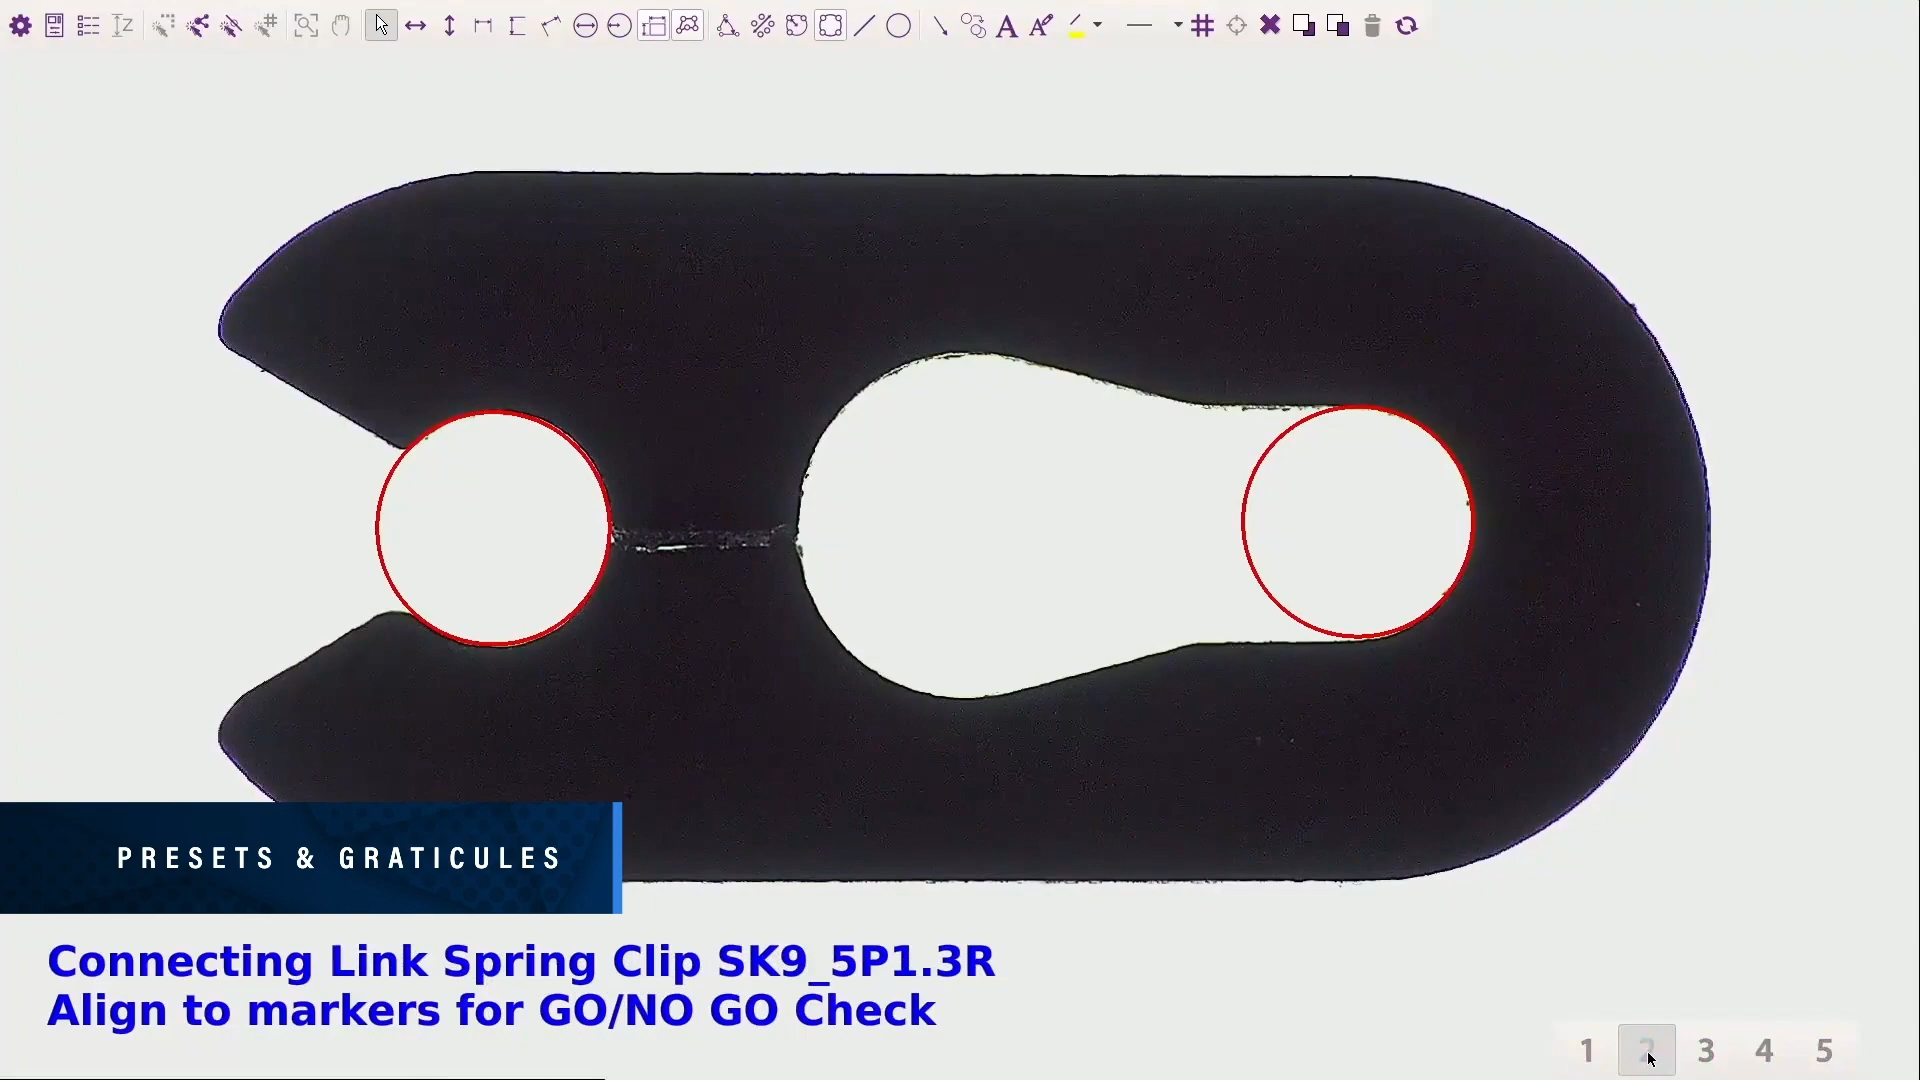 PRESETS & GRATICULES
Connecting Link Spring Clip SK9_5P1.3R
Align to markers for GO/NO GO Check
1 2 3 4 5